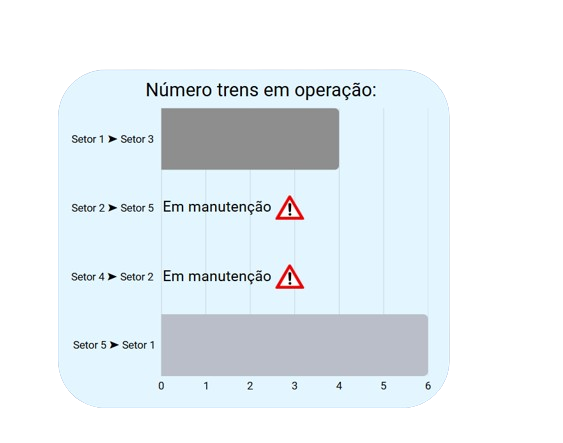 Número trens em operação:
Setor 1 ➤ Setor 3
Setor 2 ➤ Setor 5 Em manutenção
Setor 4 ➤ Setor 2 Em manutenção
Setor 5 ➤ Setor 1
0 1 2 3 4 5 6